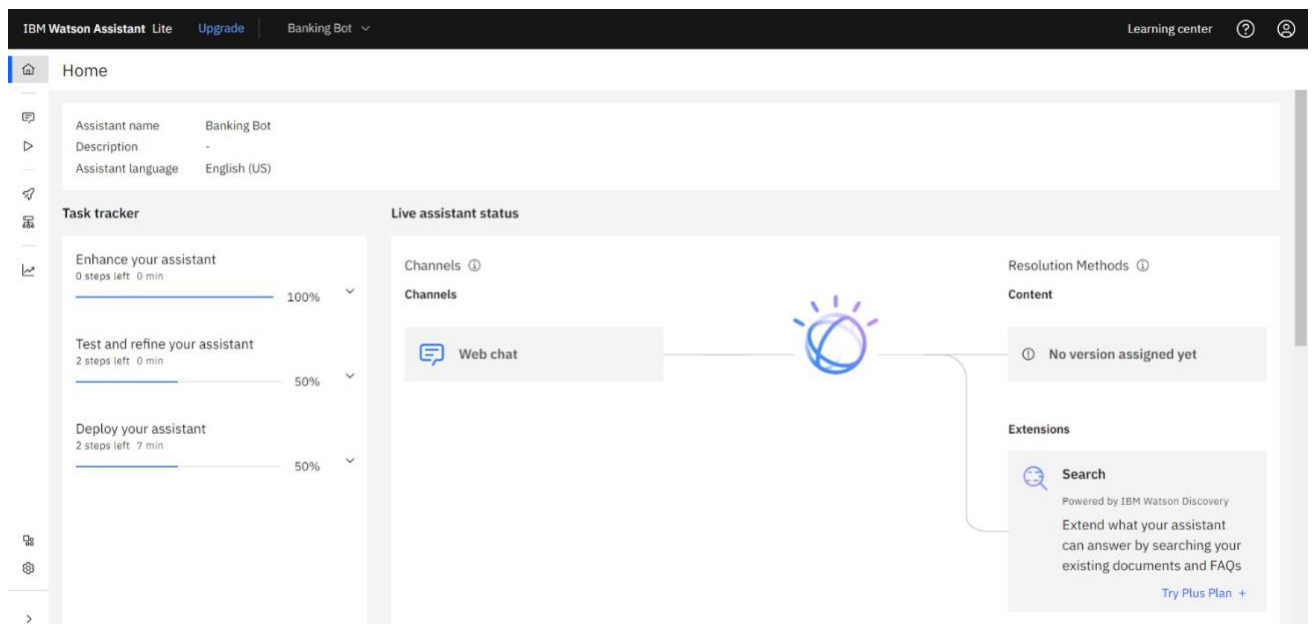 IBM Watson Assistant Lite Upgrade Banking Bot Learning center
Home
Assistant name Banking Bot
Description -
Assistant language English (US)
Task tracker
Enhance your assistant
0 steps left 0 min
100%
Test and refine your assistant
2 steps left 0 min
50%
Deploy your assistant
2 steps left 7 min
50%
Live assistant status
Channels
Channels
Web chat
Resolution Methods
Content
No version assigned yet
Extensions
Search
Powered by IBM Watson Discovery
Extend what your assistant
can answer by searching your
existing documents and FAQs
Try Plus Plan +